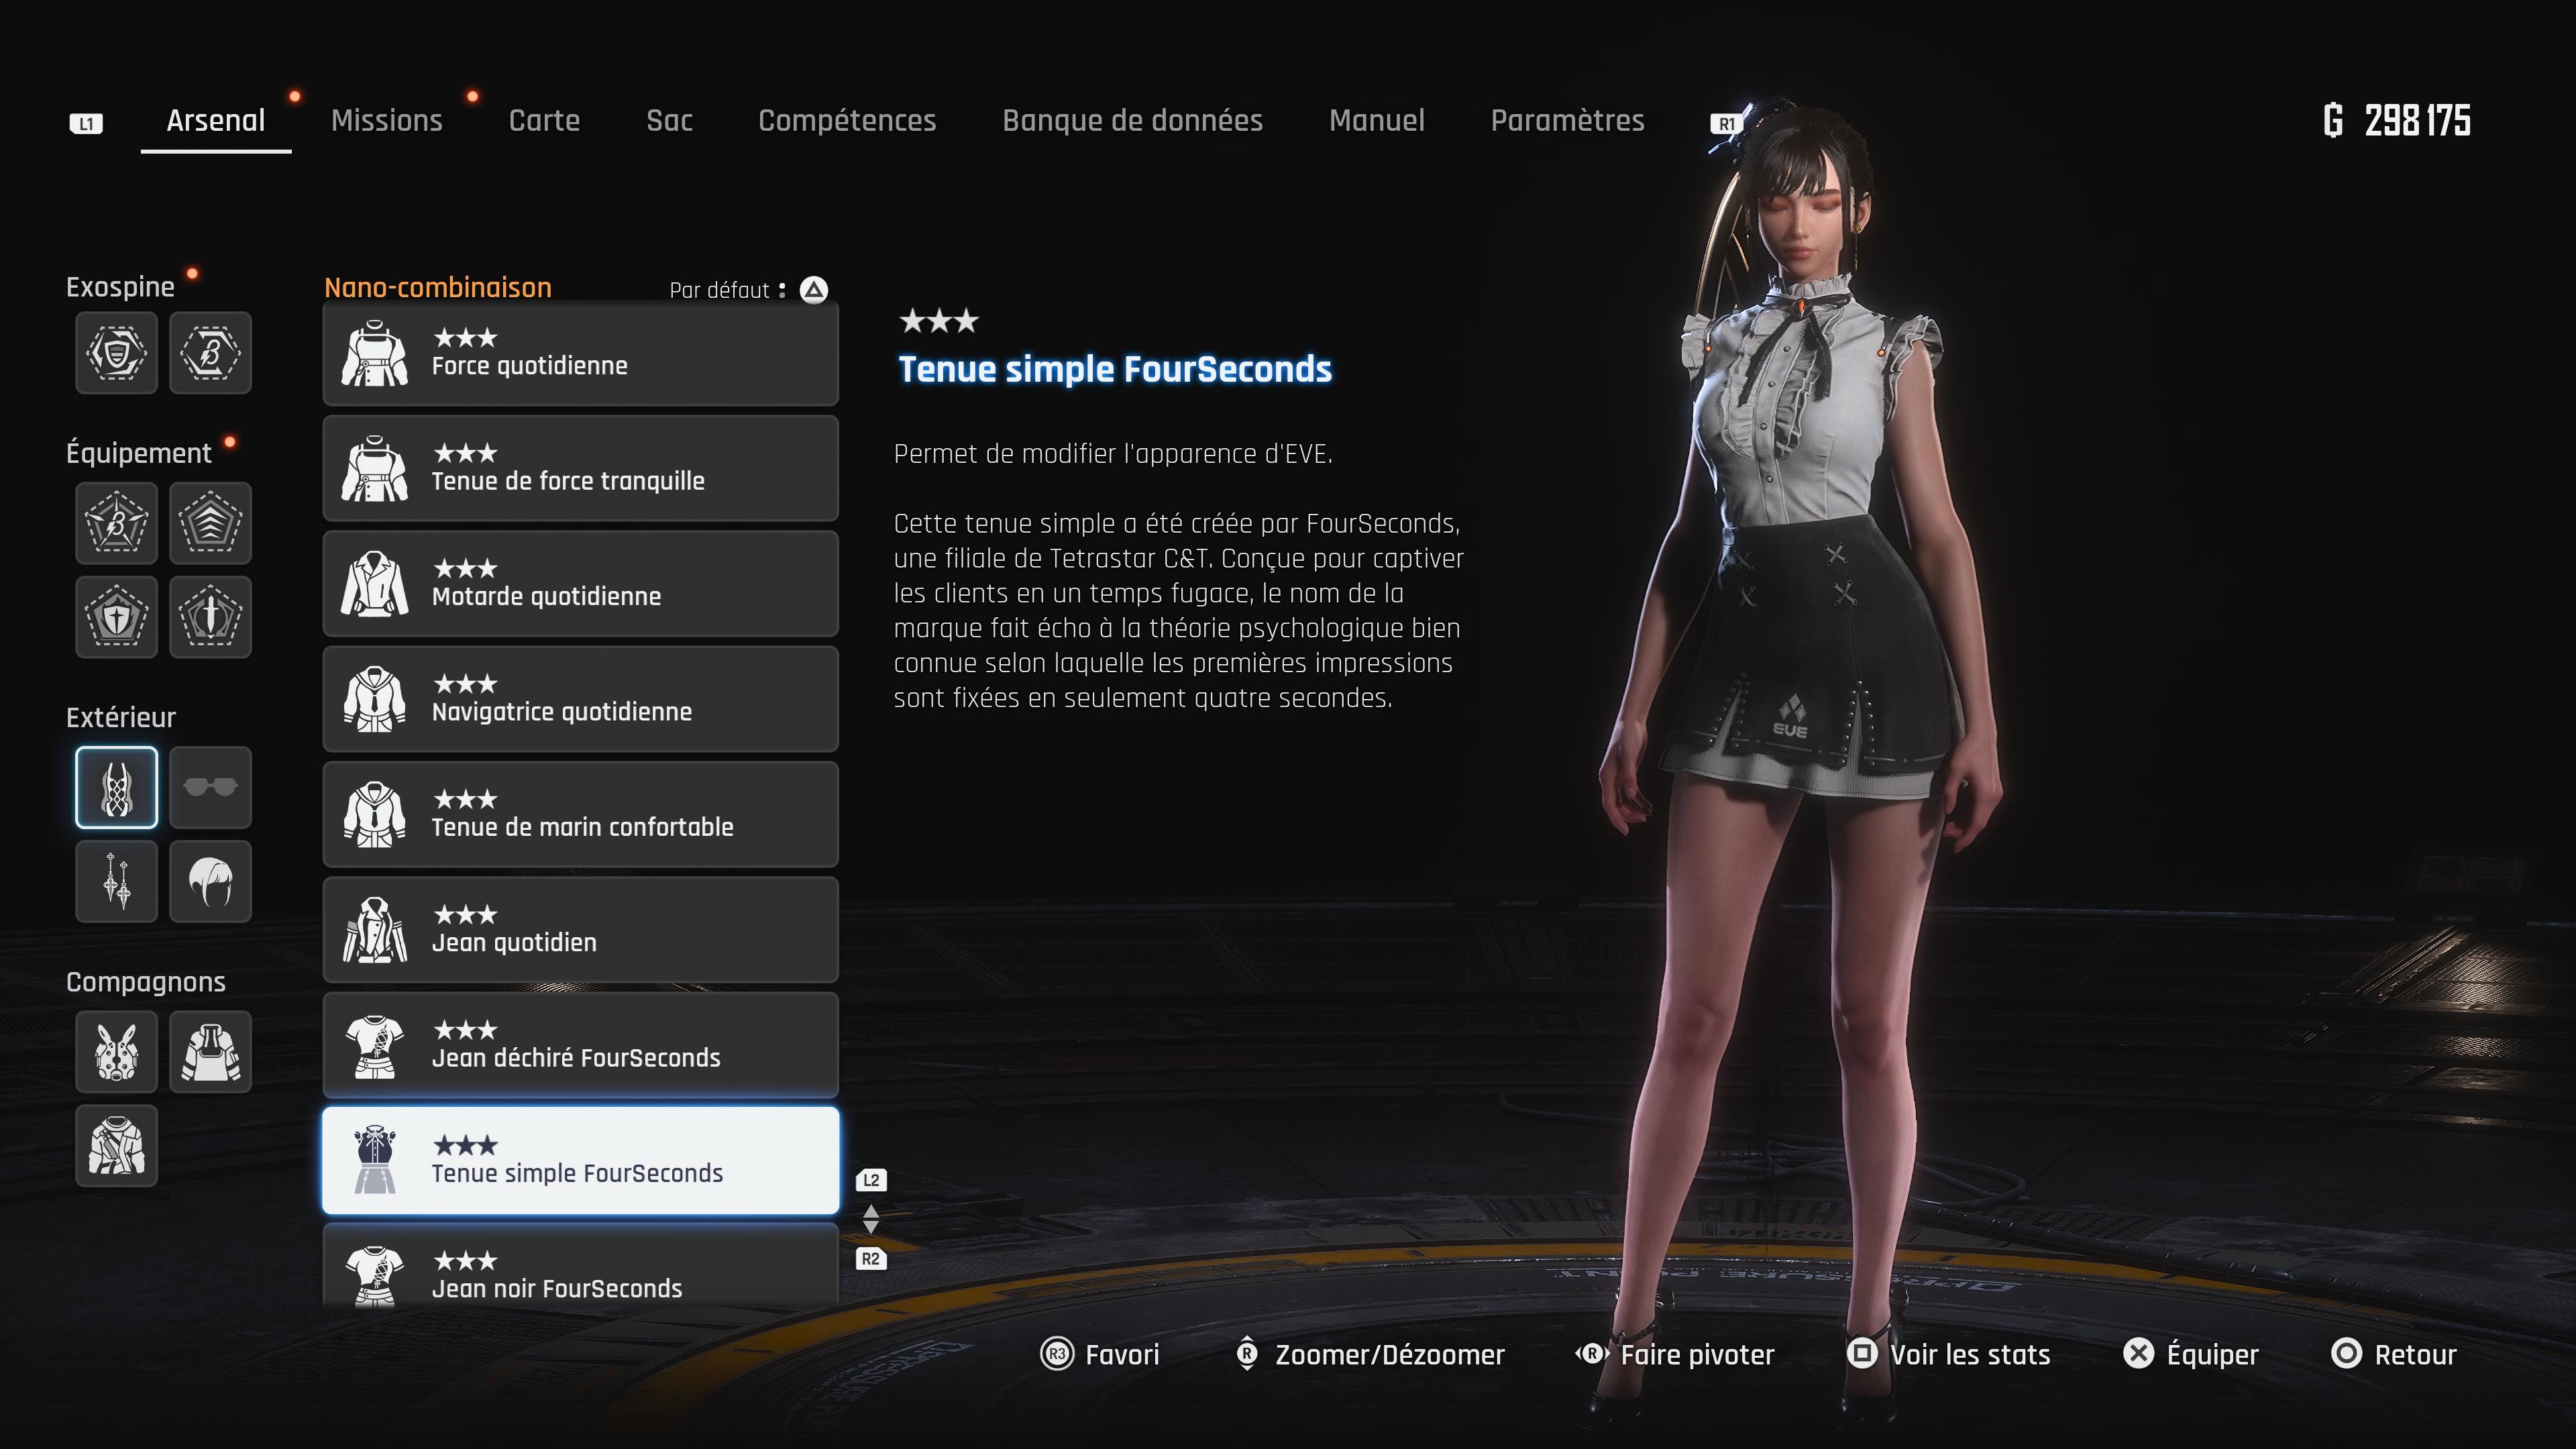 L1 Arsenal Missions Carte Sac Compétences Banque de données Manuel Paramètres R1 298 175
Exospine
Équipement
Extérieur
Compagnons
Nano-combinaison Par défaut :
Force quotidienne
Tenue de force tranquille
Motarde quotidienne
Navigatrice quotidienne
Tenue de marin confortable
Jean quotidien
Jean déchiré FourSeconds
Tenue simple FourSeconds
Jean noir FourSeconds
L2
R2
Tenue simple FourSeconds
Permet de modifier l'apparence d'EVE.
Cette tenue simple a été créée par FourSeconds,
une filiale de Tetrastar C&T. Conçue pour captiver
les clients en un temps fugace, le nom de la
marque fait écho à la théorie psychologique bien
connue selon laquelle les premières impressions
sont fixées en seulement quatre secondes.
EVE
R3 Favori R Zoomer/Dézoomer R Faire pivoter Voir les stats Équiper Retour